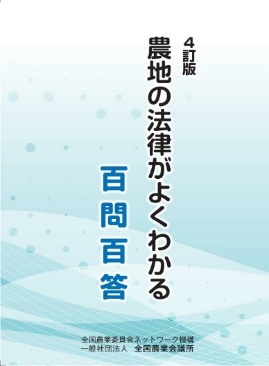 4訂版
農地の法律がよくわかる
百問百答
全国農業委員会ネットワーク機構
一般社団法人 全国農業会議所